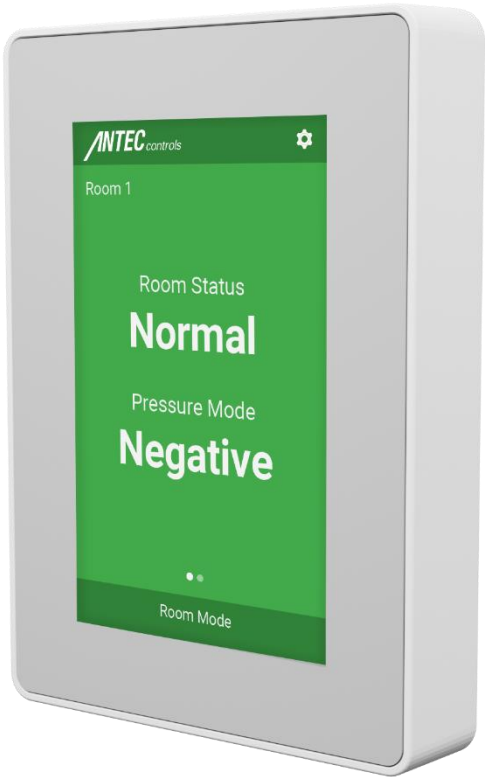 ANTEC controls
Room 1
Room Status
Normal
Pressure Mode
Negative
Room Mode